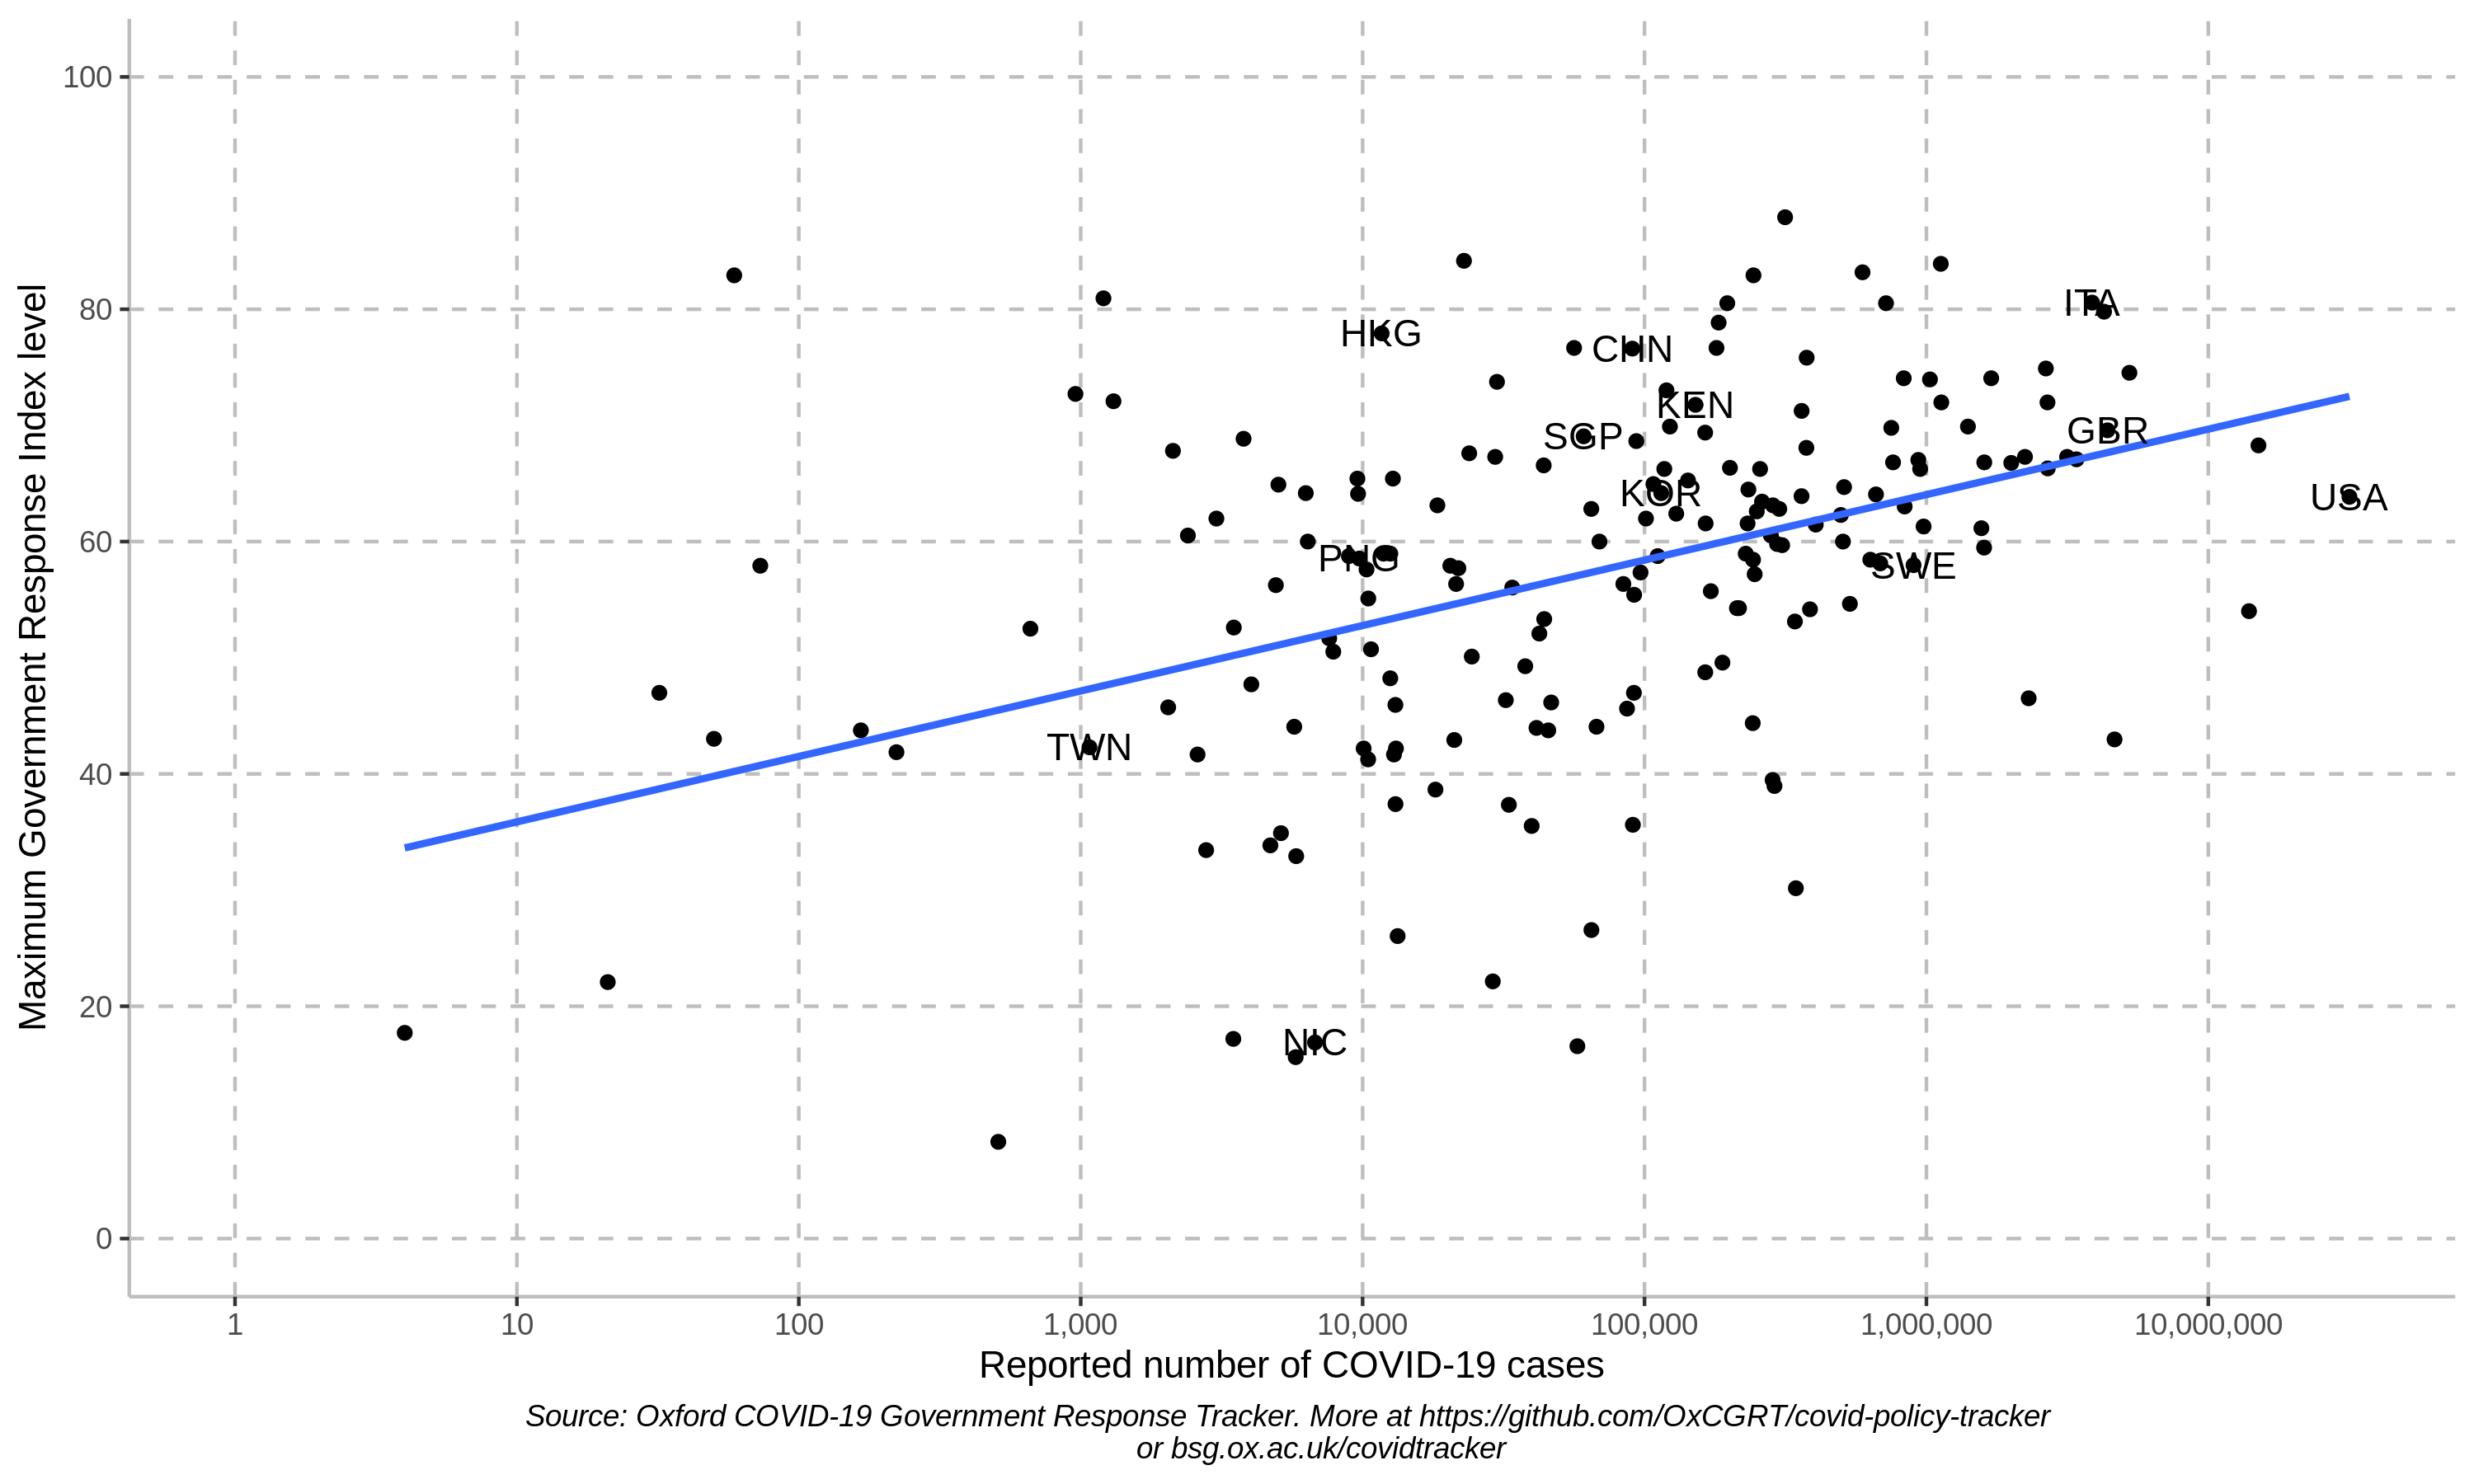 Maximum Government Response Index level
100
80
60
40
20
0
HKG
ITA
CHN
KEN
SGP
GBR
KOR
USA
PNG
SWE
TWN
NIC
1
10
100
1,000
10,000
100,000
1,000,000
10,000,000
Reported number of COVID-19 cases
Source: Oxford COVID-19 Government Response Tracker. More at https://github.com/OxCGRT/covid-policy-tracker
or bsg.ox.ac.uk/covidtracker